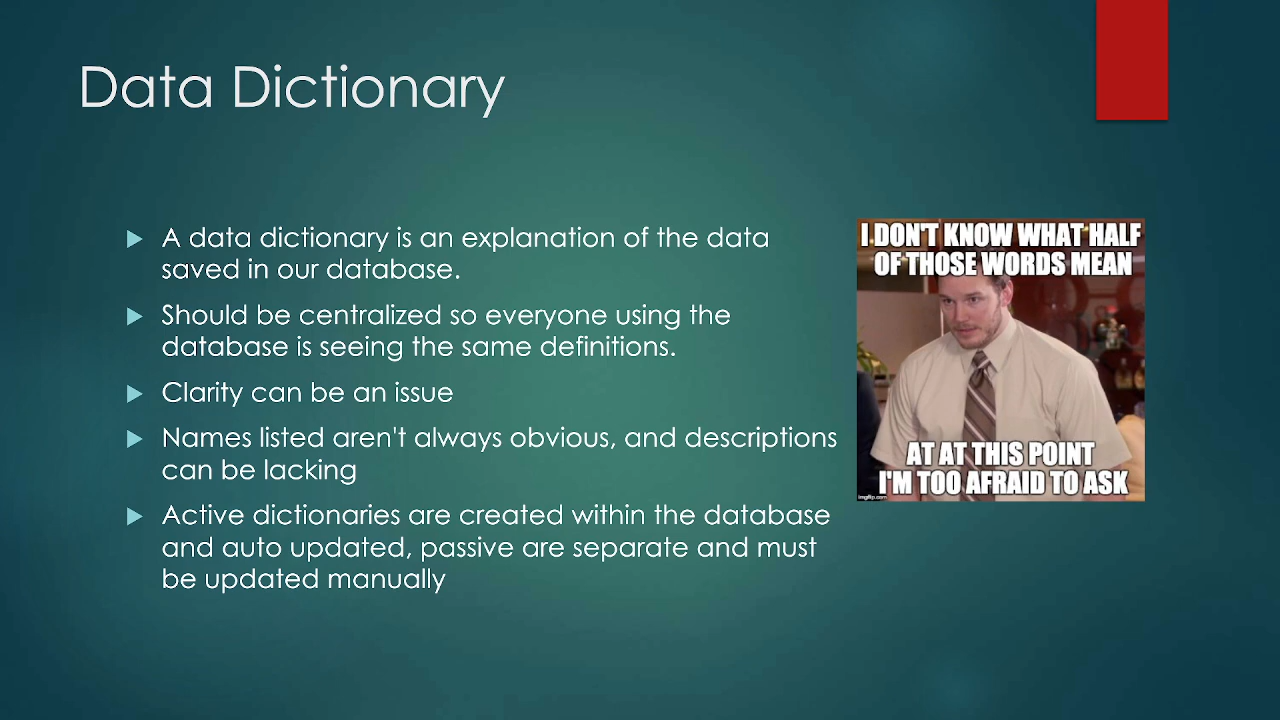 Data Dictionary
A data dictionary is an explanation of the data
saved in our database.
Should be centralized so everyone using the
database is seeing the same definitions.
Clarity can be an issue
Names listed aren't always obvious, and descriptions
can be lacking
Active dictionaries are created within the database
and auto updated, passive are separate and must
be updated manually
I DON'T KNOW WHAT HALF
OF THOSE WORDS MEAN
AT AT THIS POINT
I'M TOO AFRAID TO ASK
imgflip.com